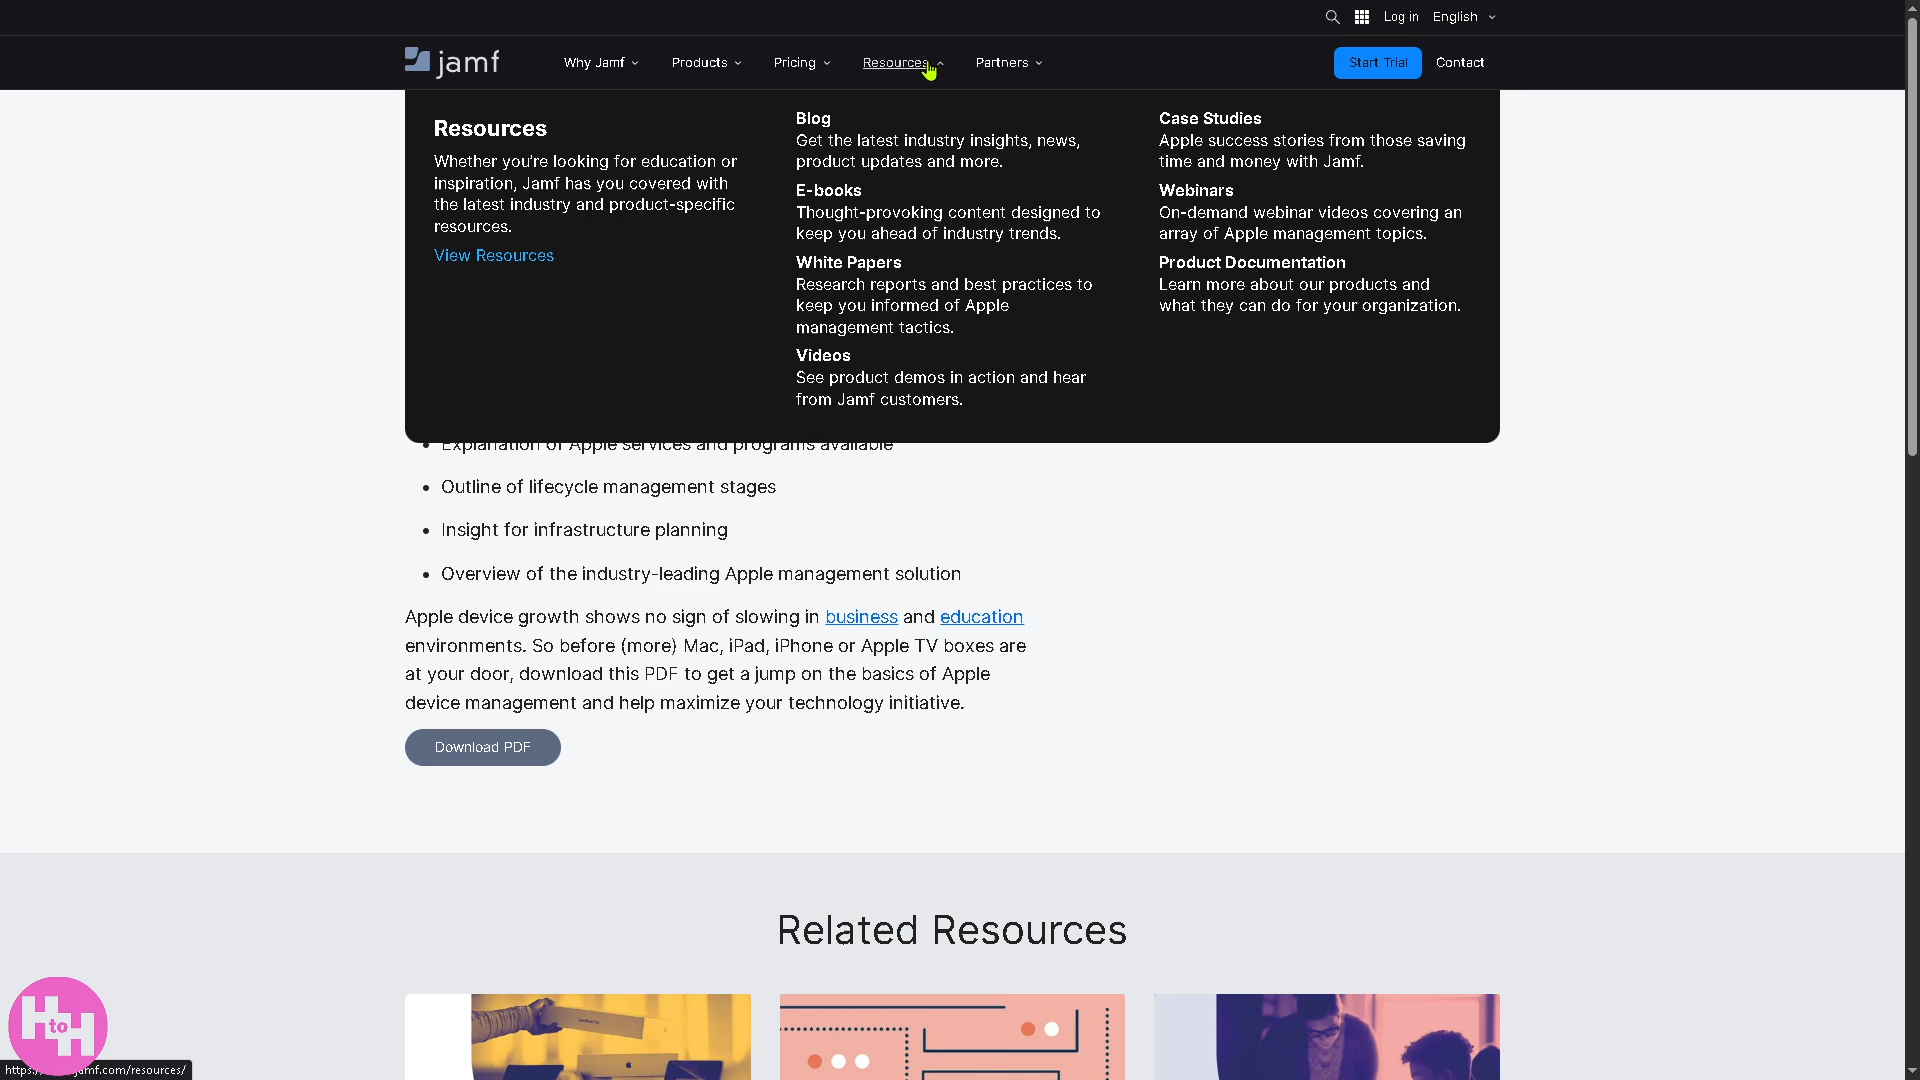 Log in
English
jamf
Why Jamf
Products
Pricing
Resources
Partners
Start Trial
Contact
Resources
Whether you're looking for education or
inspiration, Jamf has you covered with
the latest industry and product-specific
resources.
View Resources
Blog
Get the latest industry insights, news,
product updates and more.
E-books
Thought-provoking content designed to
keep you ahead of industry trends.
White Papers
Research reports and best practices to
keep you informed of Apple
management tactics.
Videos
See product demos in action and hear
from Jamf customers.
Case Studies
Apple success stories from those saving
time and money with Jamf.
Webinars
On-demand webinar videos covering an
array of Apple management topics.
Product Documentation
Learn more about our products and
what they can do for your organization.
Explanation of Apple services and programs available
Outline of lifecycle management stages
Insight for infrastructure planning
Overview of the industry-leading Apple management solution
Apple device growth shows no sign of slowing in business and education
environments. So before (more) Mac, iPad, iPhone or Apple TV boxes are
at your door, download this PDF to get a jump on the basics of Apple
device management and help maximize your technology initiative.
Download PDF
Related Resources
H to H